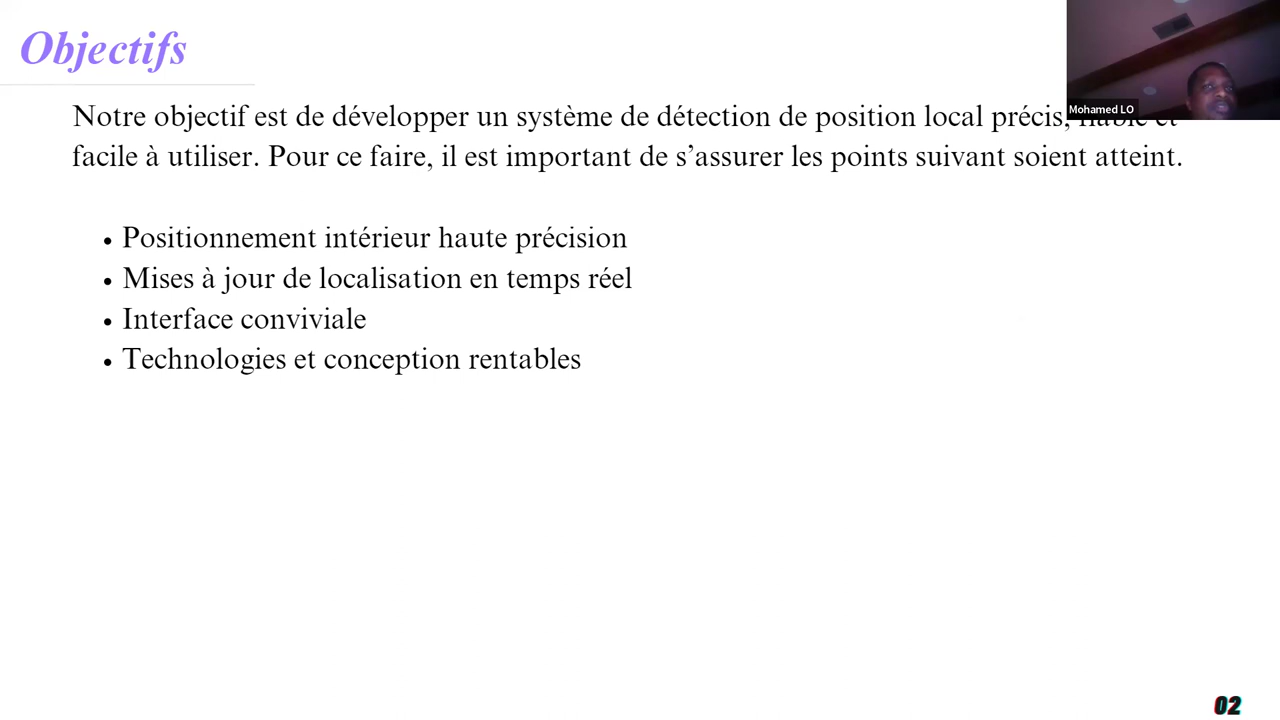 Objectifs
Mohamed LO
Notre objectif est de développer un système de détection de position local précis, fiable et
facile à utiliser. Pour ce faire, il est important de s’assurer les points suivant soient atteint.
• Positionnement intérieur haute précision
• Mises à jour de localisation en temps réel
• Interface conviviale
• Technologies et conception rentables
02